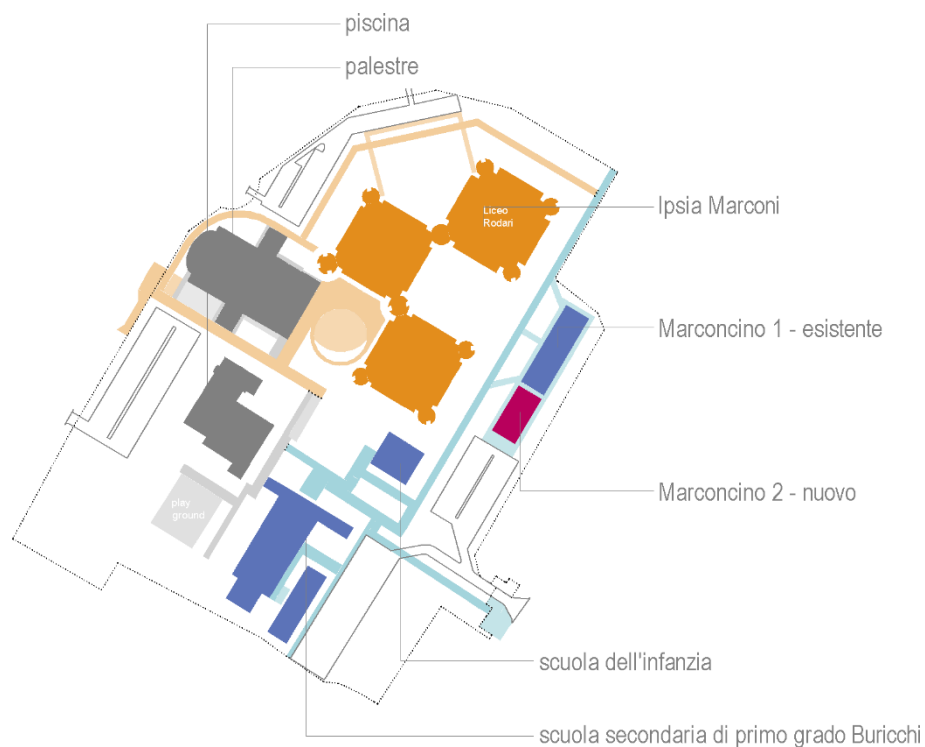 piscina
palestre
Liceo
Rodari
Ipsia Marconi
Marconcino 1 - esistente
Marconcino 2 - nuovo
play
ground
scuola dell'infanzia
scuola secondaria di primo grado Buricchi